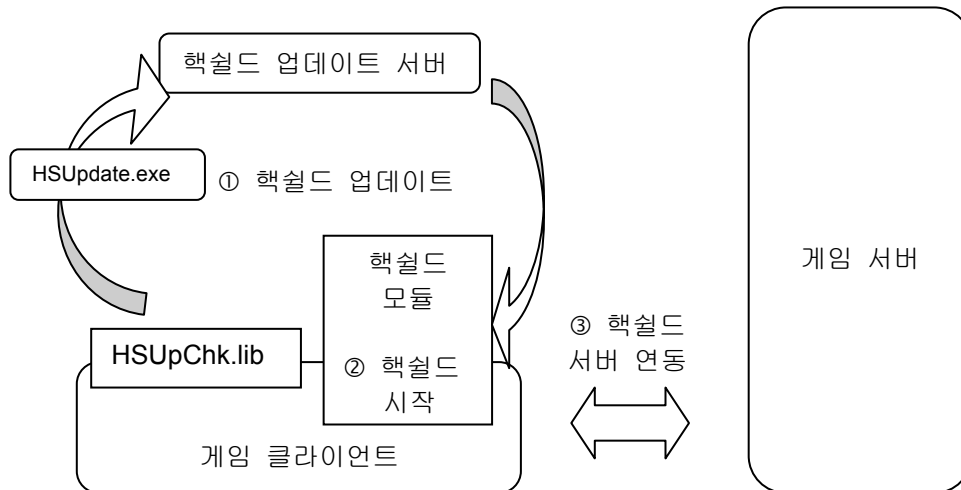 핵쉴드 업데이트 서버
HSUpdate.exe
① 핵쉴드 업데이트
핵쉴드
모듈
게임 서버
③ 핵쉴드
서버 연동
HSUpChk.lib
② 핵쉴드
시작
게임 클라이언트